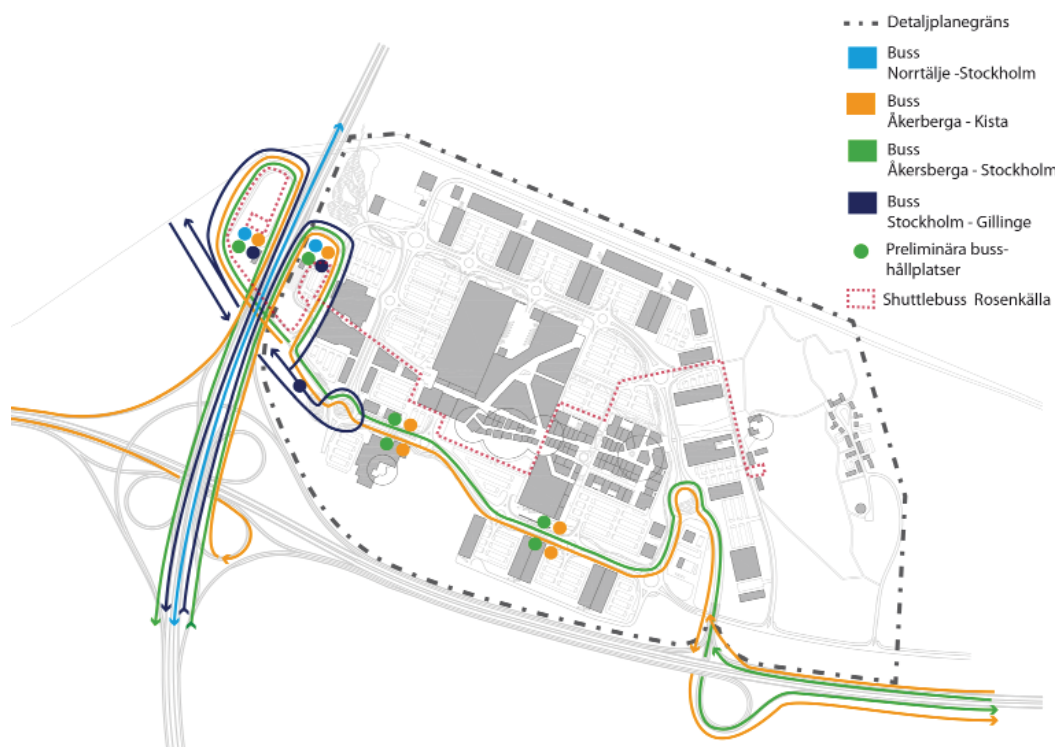 Detaljplanegräns
Buss
Norrtälje -Stockholm
Buss
Åkerberga - Kista
Buss
Åkersberga - Stockholm
Buss
Stockholm - Gillinge
Preliminära buss-
hållplatser
Shuttlebuss Rosenkälla